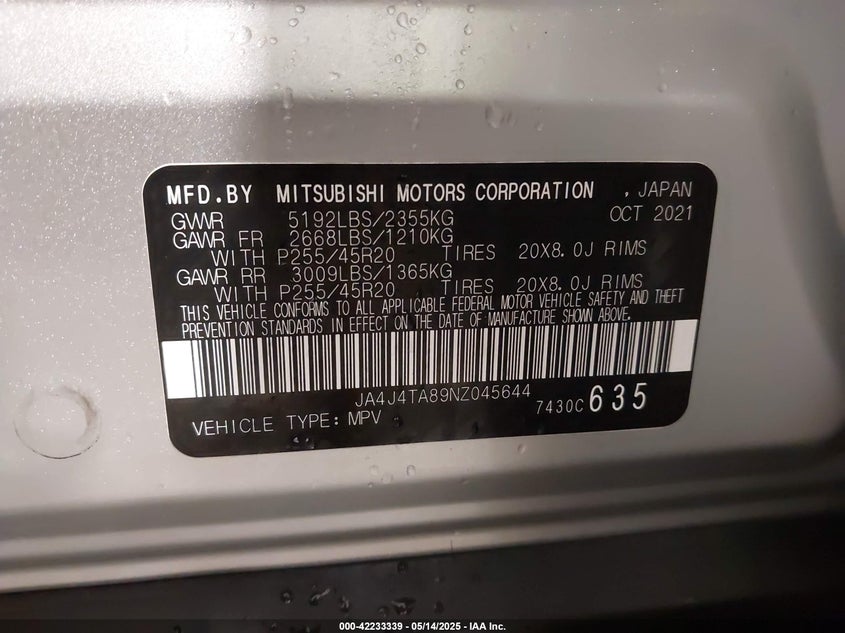 MFD.BY MITSUBISHI MOTORS CORPORATION , JAPAN
GVWR 5192LBS/2355KG OCT 2021
GAWR FR 2668LBS/1210KG
WITH P255/45R20 TIRES 20X8.0J RIMS
GAWR RR 3009LBS/1365KG
WITH P255/45R20 TIRES 20X8.0J RIMS
THIS VEHICLE CONFORMS TO ALL APPLICABLE FEDERAL MOTOR VEHICLE SAFETY AND THEFT
PREVENTION STANDARDS IN EFFECT ON THE DATE OF MANUFACTURE SHOWN ABOVE.
JA4J4TA89NZ045644
VEHICLE TYPE: MPV 7430C 635
000-42233339 - 05/14/2025 - IAA Inc.